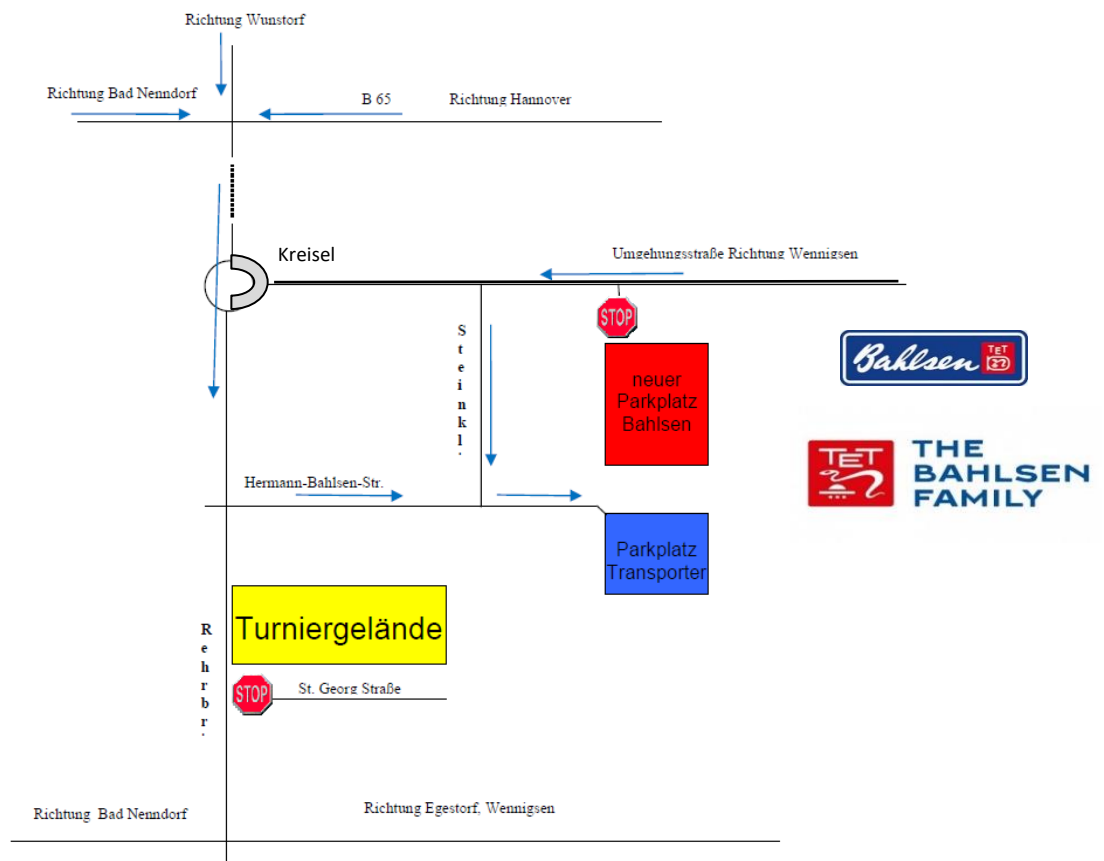 Richtung Wunstorf
Richtung Bad Nenndorf
B 65
Richtung Hannover
Kreisel
Umgehungsstraße Richtung Wennigsen
STOP
Steinkl.
neuer
Parkplatz
Bahlsen
Bahlsen
TET
TET
THE
BAHLSEN
FAMILY
Hermann-Bahlsen-Str.
Parkplatz
Transporter
Turniergelände
Rehrbr.
STOP
St. Georg Straße
Richtung Bad Nenndorf
Richtung Egestorf, Wennigsen